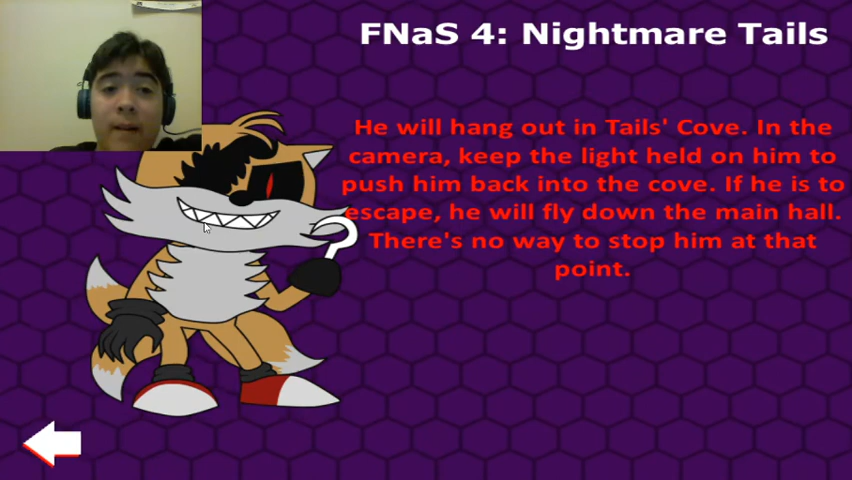 FNaS 4: Nightmare Tails
He will hang out in Tails' Cove. In the
camera, keep the light held on him to
push him back into the cove. If he is to
escape, he will fly down the main hall.
There's no way to stop him at that
point.